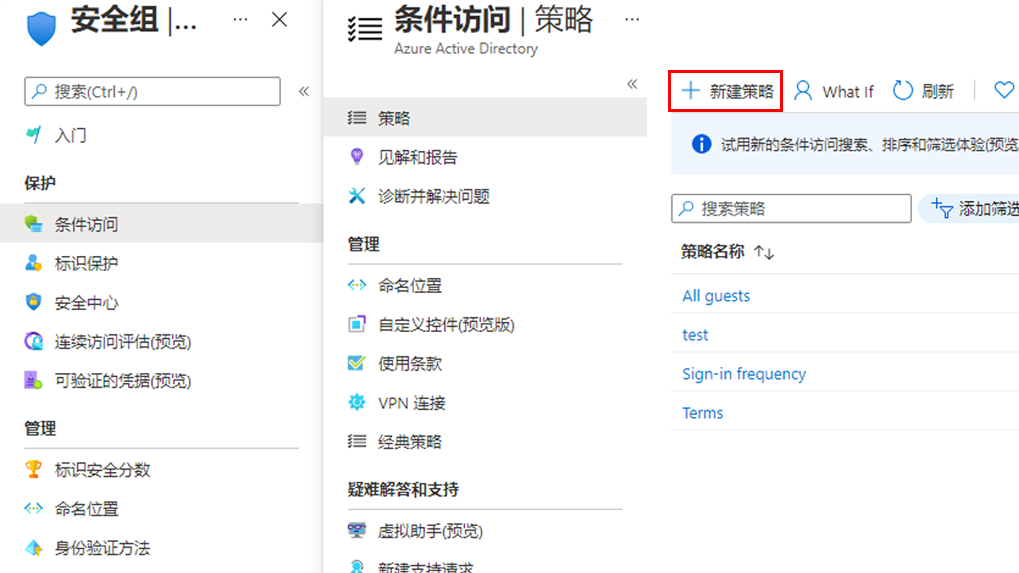 安全组 |... ···
搜索(Ctrl+/)
入门
保护
条件访问
标识保护
安全中心
连续访问评估(预览)
可验证的凭据(预览)
管理
标识安全分数
命名位置
身份验证方法
条件访问 | 策略 ···
Azure Active Directory
策略
见解和报告
诊断并解决问题
管理
命名位置
自定义控件(预览版)
使用条款
VPN 连接
经典策略
疑难解答和支持
虚拟助手(预览)
新建支持请求
新建策略 What If 刷新
试用新的条件访问搜索、排序和筛选体验(预览
搜索策略 添加筛选
策略名称
All guests
test
Sign-in frequency
Terms